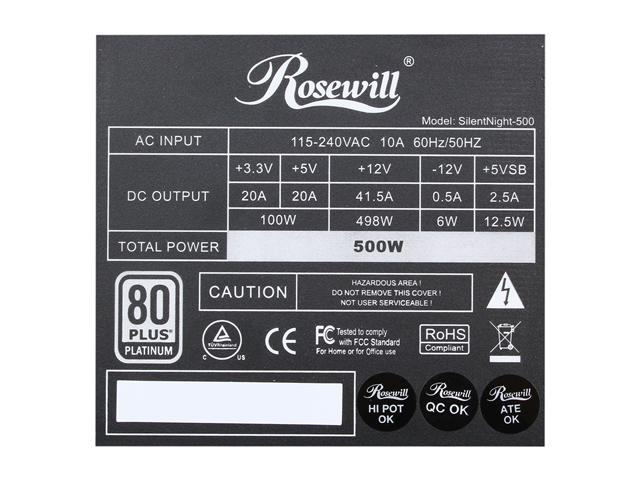 Rosewill ®
Model: SilentNight-500
AC INPUT 115-240VAC 10A 60Hz/50HZ
DC OUTPUT +3.3V +5V +12V -12V +5VSB
20A 20A 41.5A 0.5A 2.5A
100W 498W 6W 12.5W
TOTAL POWER 500W
80
PLUS®
PLATINUM
CAUTION
HAZARDOUS AREA !
DO NOT REMOVE THIS COVER !
NOT USER SERVICEABLE !
TÜVRheinland
C US
CE
FC Tested to comply
with FCC Standard
For Home or for Office use
RoHS
Compliant
Rosewill
HI POT
OK
Rosewill
QC OK
Rosewill
ATE
OK